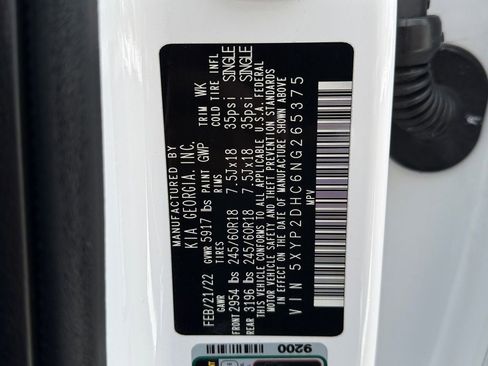 MANUFACTURED BY
KIA GEORGIA, INC.
FEB/21/22 GVWR 5917 lbs PAINT GWP TRIM WK
GAWR TIRES COLD TIRE INFL
FRONT 2954 lbs 245/60R18 7.5JX18 35psi SINGLE
REAR 3196 lbs 245/60R18 7.5JX18 35psi SINGLE
THIS VEHICLE CONFORMS TO ALL APPLICABLE U.S.A. FEDERAL
MOTOR VEHICLE SAFETY AND THEFT PREVENTION STANDARDS
IN EFFECT ON THE DATE OF MANUFACTURE SHOWN ABOVE
MPV
VIN 5XYP2DHC6NG265375
9200